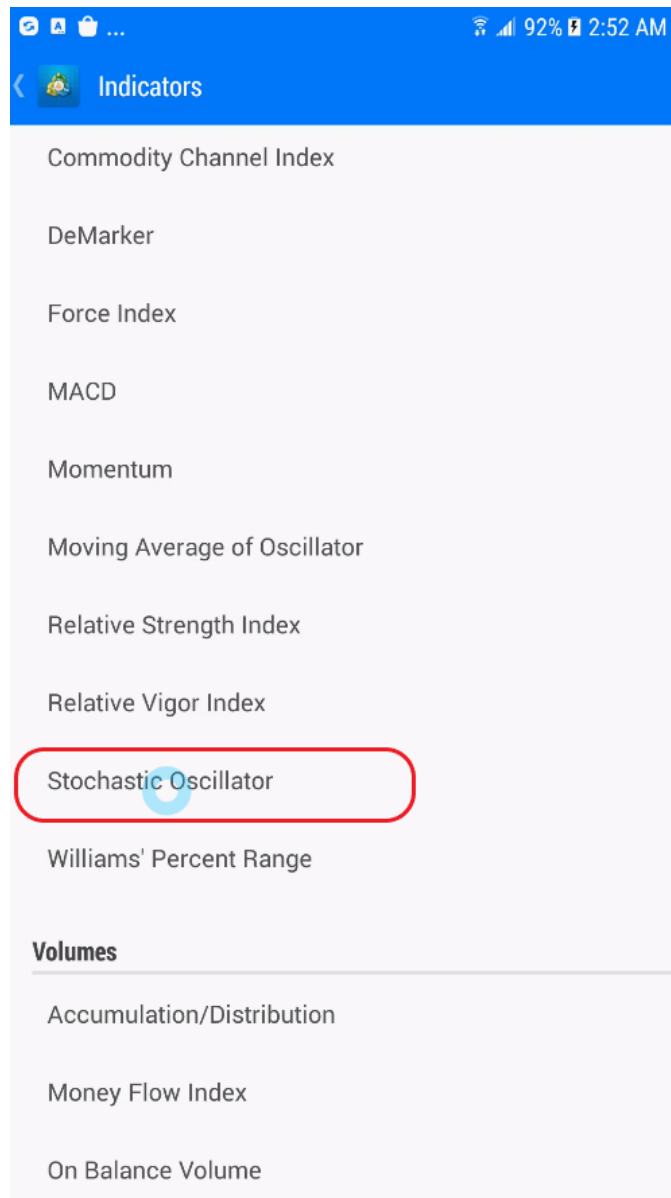 ... 92% 2:52 AM
Indicators
Commodity Channel Index
DeMarker
Force Index
MACD
Momentum
Moving Average of Oscillator
Relative Strength Index
Relative Vigor Index
Stochastic Oscillator
Williams' Percent Range
Volumes
Accumulation/Distribution
Money Flow Index
On Balance Volume